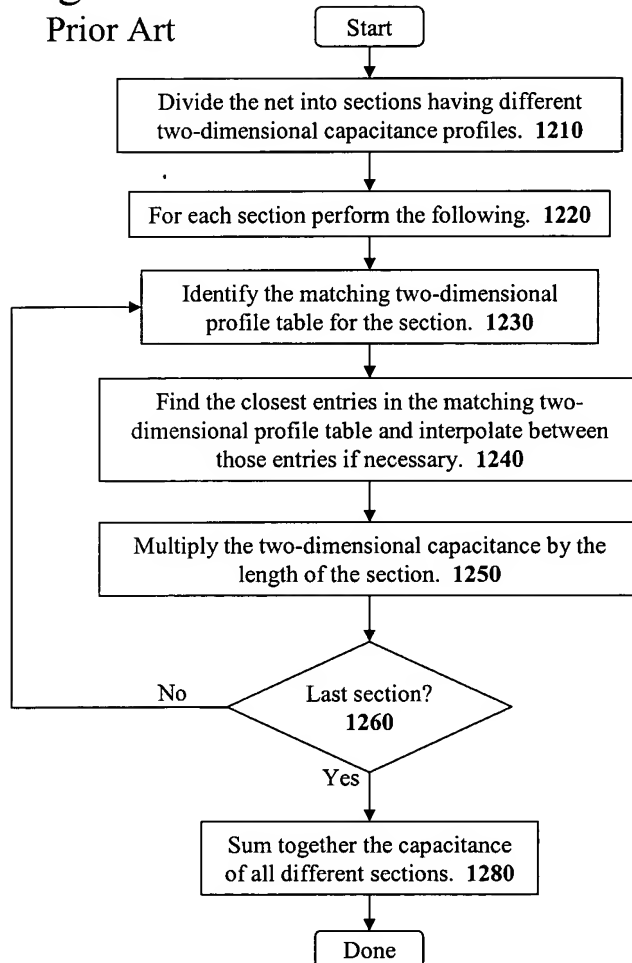 Prior Art
Start
Divide the net into sections having different
two-dimensional capacitance profiles. 1210
For each section perform the following. 1220
Identify the matching two-dimensional
profile table for the section. 1230
Find the closest entries in the matching two-
dimensional profile table and interpolate between
those entries if necessary. 1240
Multiply the two-dimensional capacitance by the
length of the section. 1250
Last section?
1260
No
Yes
Sum together the capacitance
of all different sections. 1280
Done